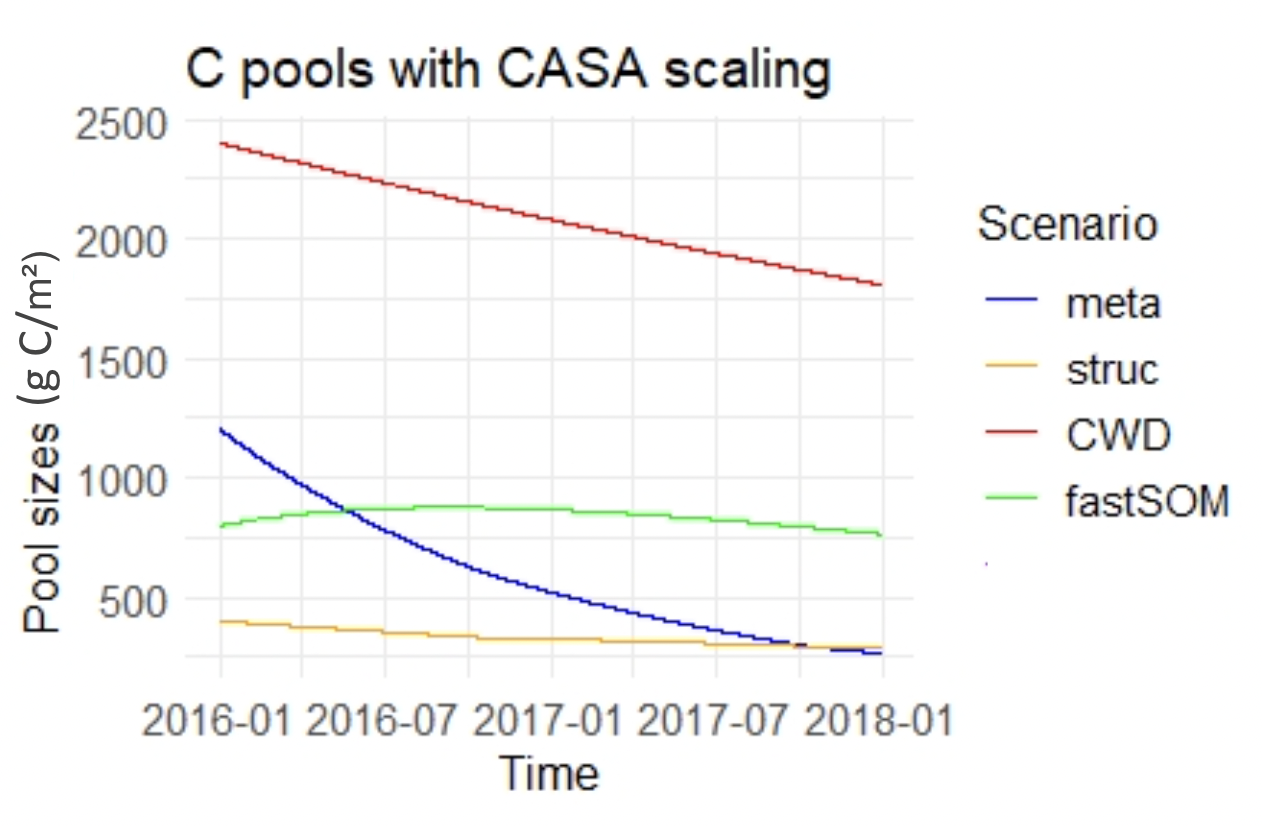 C pools with CASA scaling
Pool sizes (g C/m²)
2500
2000
1500
1000
500
2016-01 2016-07 2017-01 2017-07 2018-01
Time
Scenario
meta
struc
CWD
fastSOM